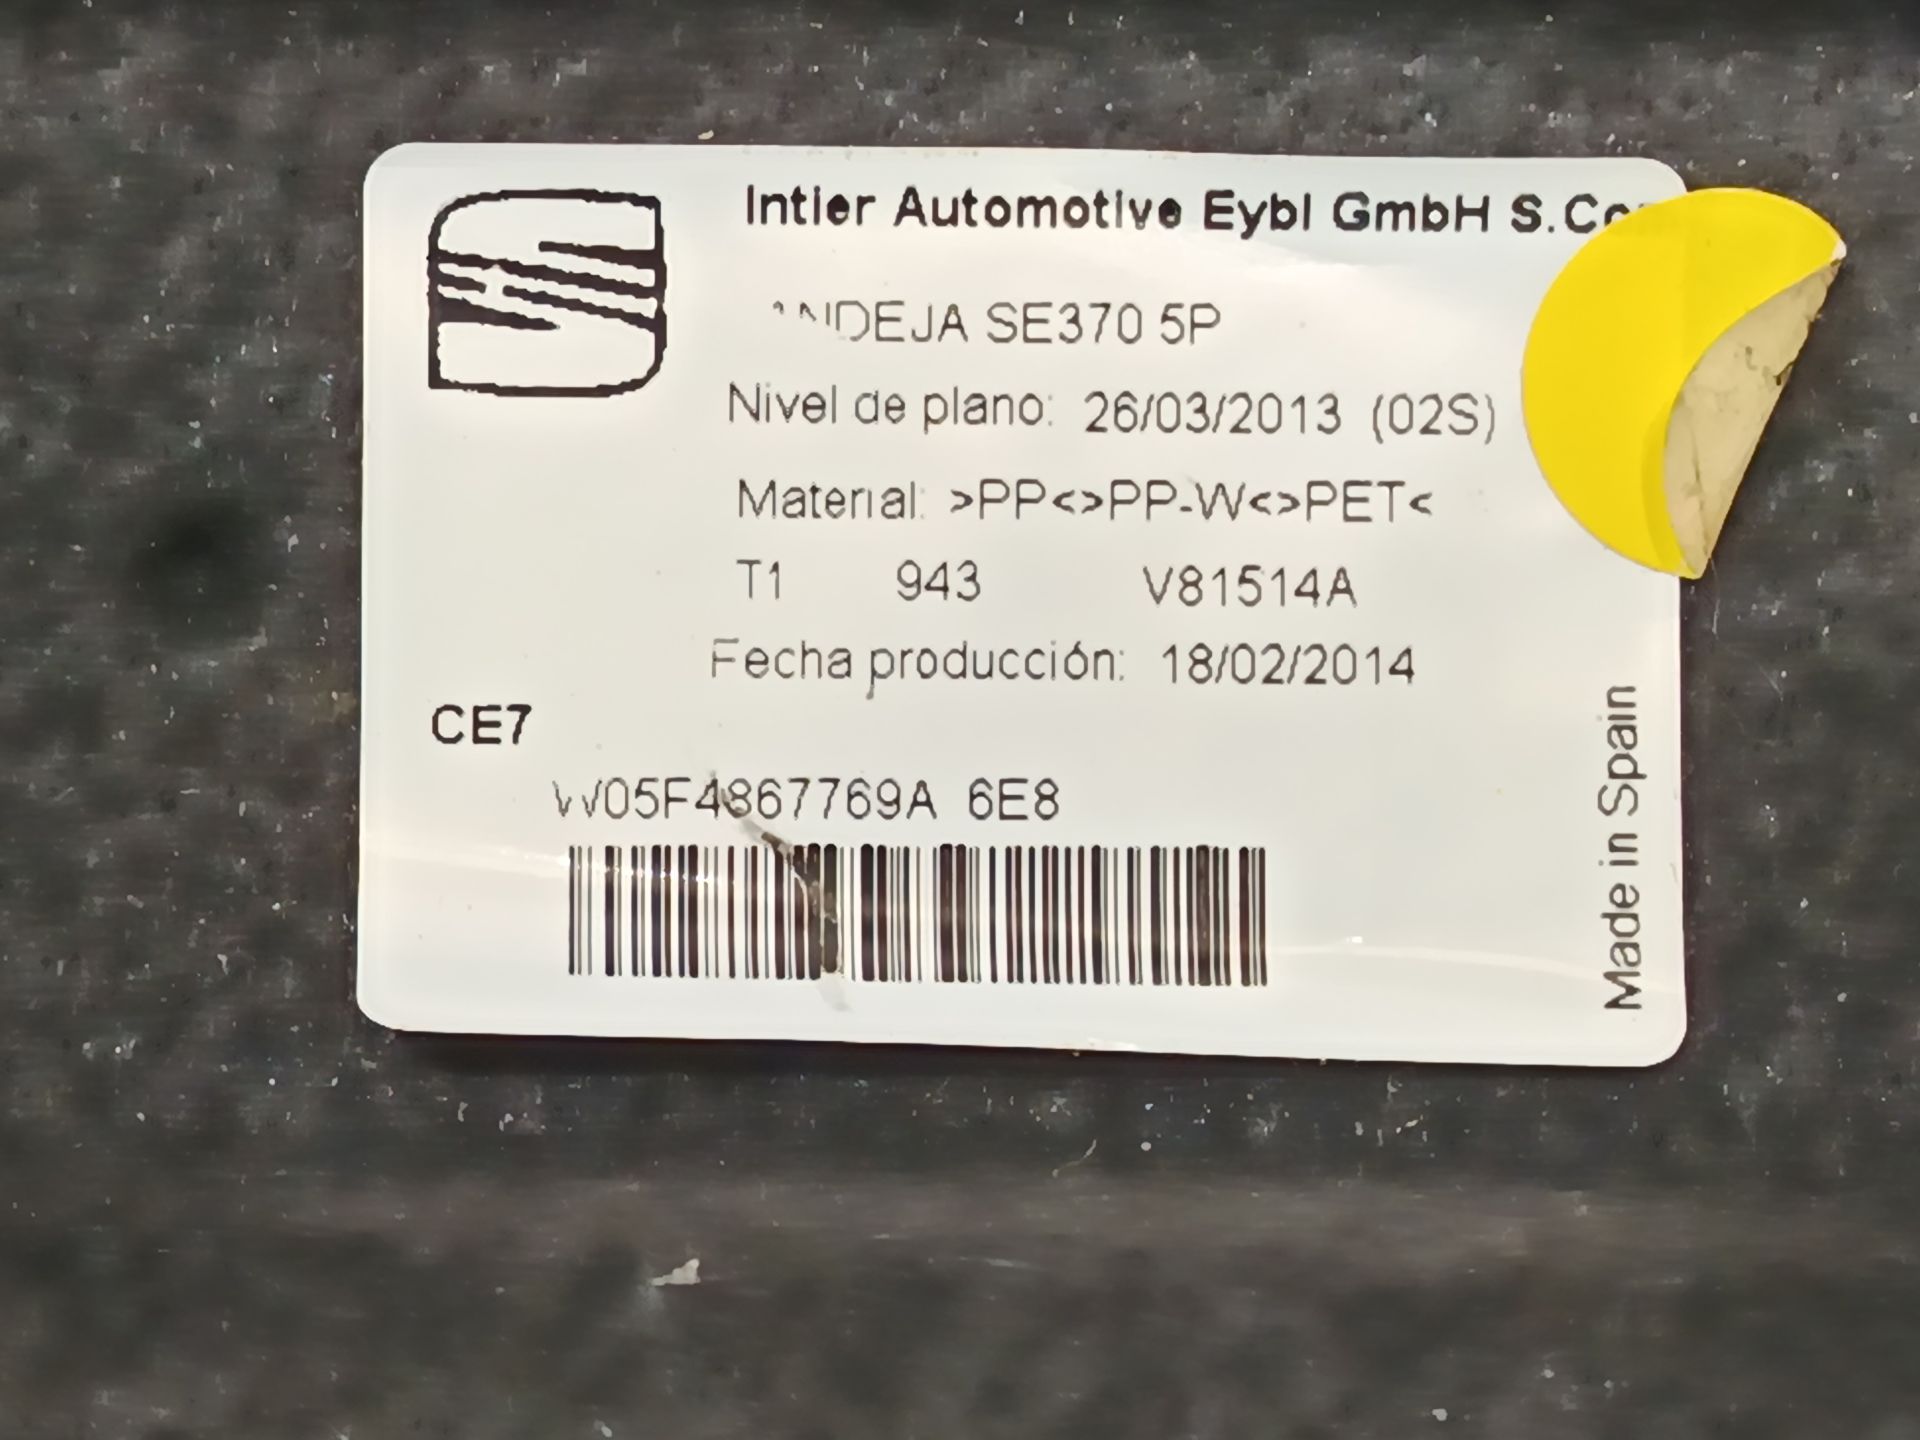 Intier Automotive Eybl GmbH S.Co
SE370 5P
Nivel de plano: 26/03/2013 (02S)
Material: >PP<>PP-W<>PET<
T1 943 V81514A
Fecha producción: 18/02/2014
CE7
W05F4867769A 6E8
Made in Spain